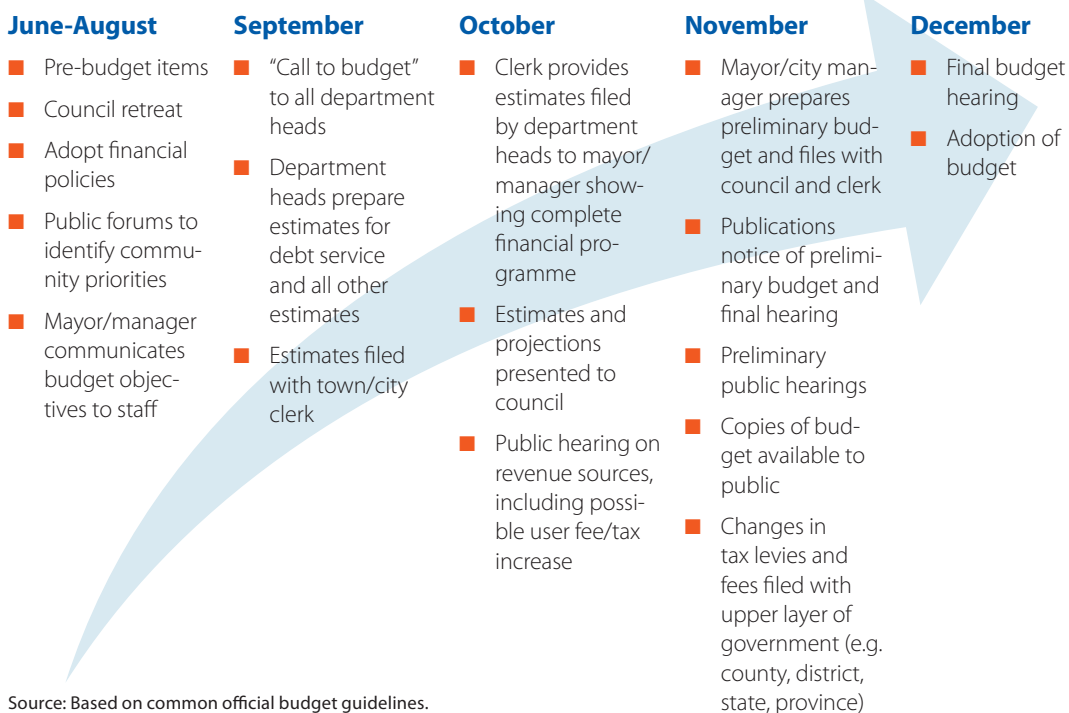 June-August
Pre-budget items
Council retreat
Adopt financial
policies
Public forums to
identify commu-
nity priorities
Mayor/manager
communicates
budget objec-
tives to staff
September
“Call to budget”
to all department
heads
Department
heads prepare
estimates for
debt service
and all other
estimates
Estimates filed
with town/city
clerk
October
Clerk provides
estimates filed
by department
heads to mayor/
manager show-
ing complete
financial pro-
gramme
Estimates and
projections
presented to
council
Public hearing on
revenue sources,
including possi-
ble user fee/tax
increase
November
Mayor/city man-
ager prepares
preliminary bud-
get and files with
council and clerk
Publications
notice of prelimi-
nary budget and
final hearing
Preliminary
public hearings
Copies of bud-
get available to
public
Changes in
tax levies and
fees filed with
upper layer of
government (e.g.
county, district,
state, province)
December
Final budget
hearing
Adoption of
budget
Source: Based on common official budget guidelines.